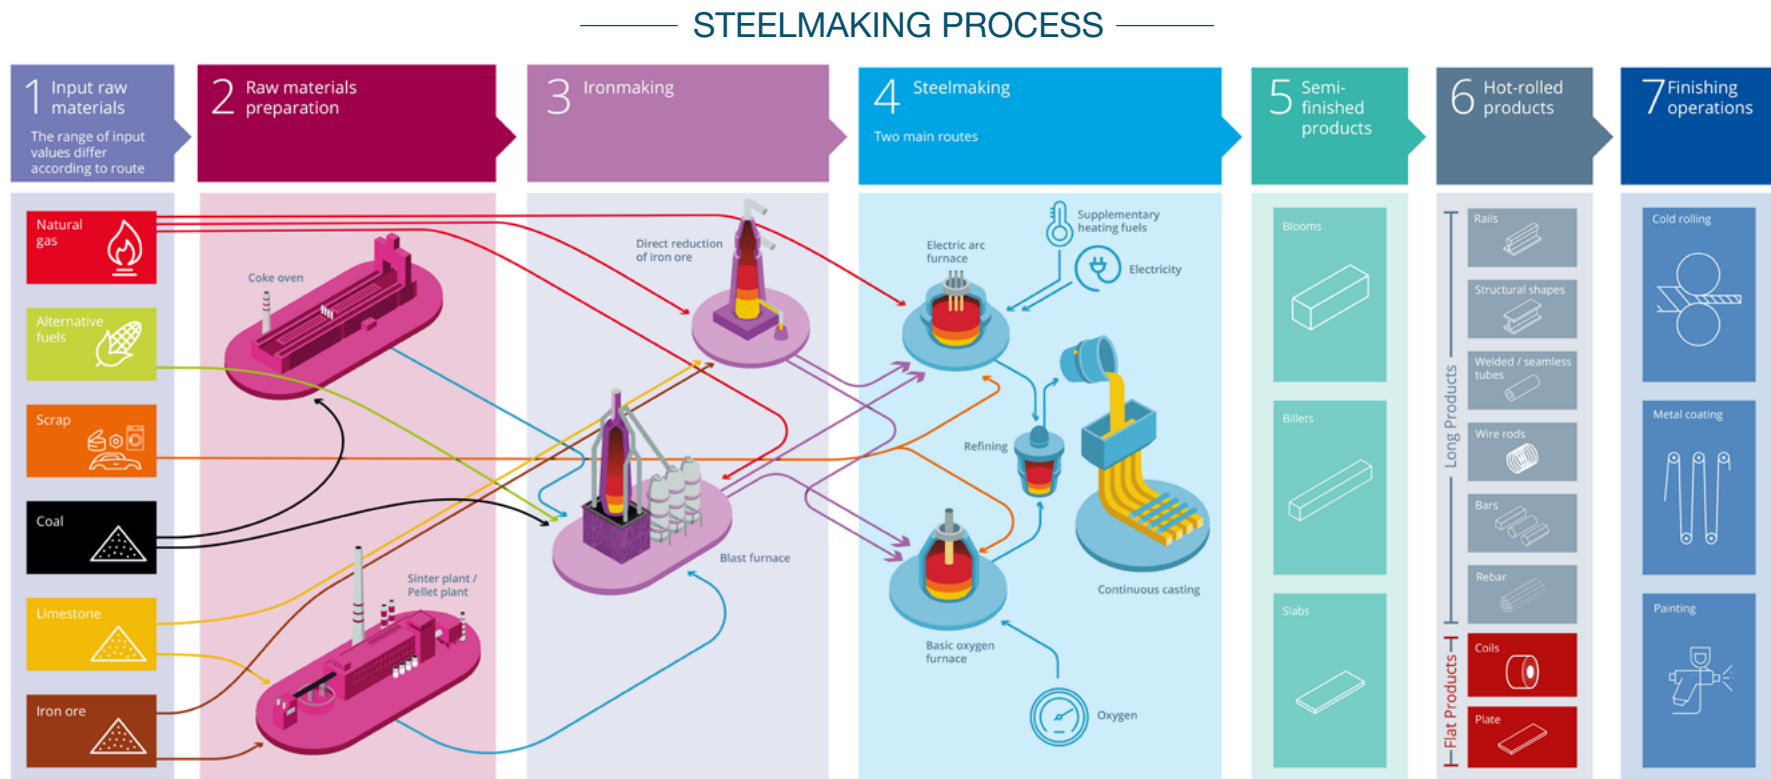 STEELMAKING PROCESS
1 Input raw
materials
The range of input
values differ
according to route
2 Raw materials
preparation
3 Ironmaking
4 Steelmaking
Two main routes
5 Semi-
finished
products
6 Hot-rolled
products
7 Finishing
operations
Natural
gas
Alternative
fuels
Scrap
Coal
Limestone
Iron ore
Coke oven
Sinter plant /
Pellet plant
Direct reduction
of iron ore
Blast furnace
Electric arc
furnace
Supplementary
heating fuels
Electricity
Refining
Continuous casting
Basic oxygen
furnace
Oxygen
Blooms
Billets
Slabs
Long Products
Rails
Structural shapes
Welded / seamless
tubes
Wire rods
Bars
Rebar
Flat Products
Coils
Plate
Cold rolling
Metal coating
Painting